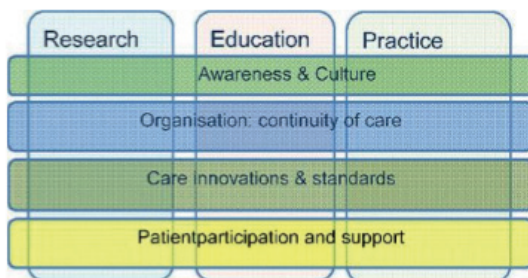 Research Education Practice
Awareness & Culture
Organisation: continuity of care
Care innovations & standards
Patientparticipation and support